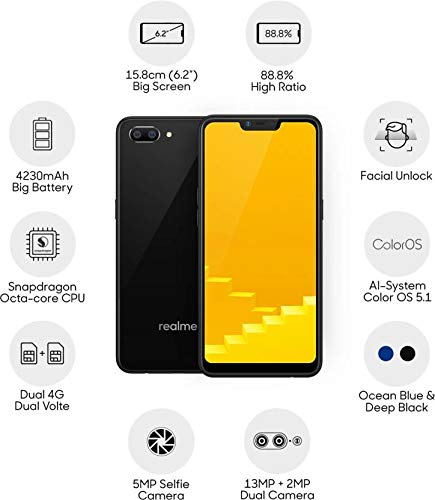 6.2"
88.8%
15.8cm (6.2")
Big Screen
88.8%
High Ratio
4230mAh
Big Battery
Facial Unlock
Snapdragon
Octa-core CPU
ColorOS
AI-System
Color OS 5.1
realme
Dual 4G
Dual Volte
Ocean Blue &
Deep Black
5MP Selfie
Camera
13MP + 2MP
Dual Camera